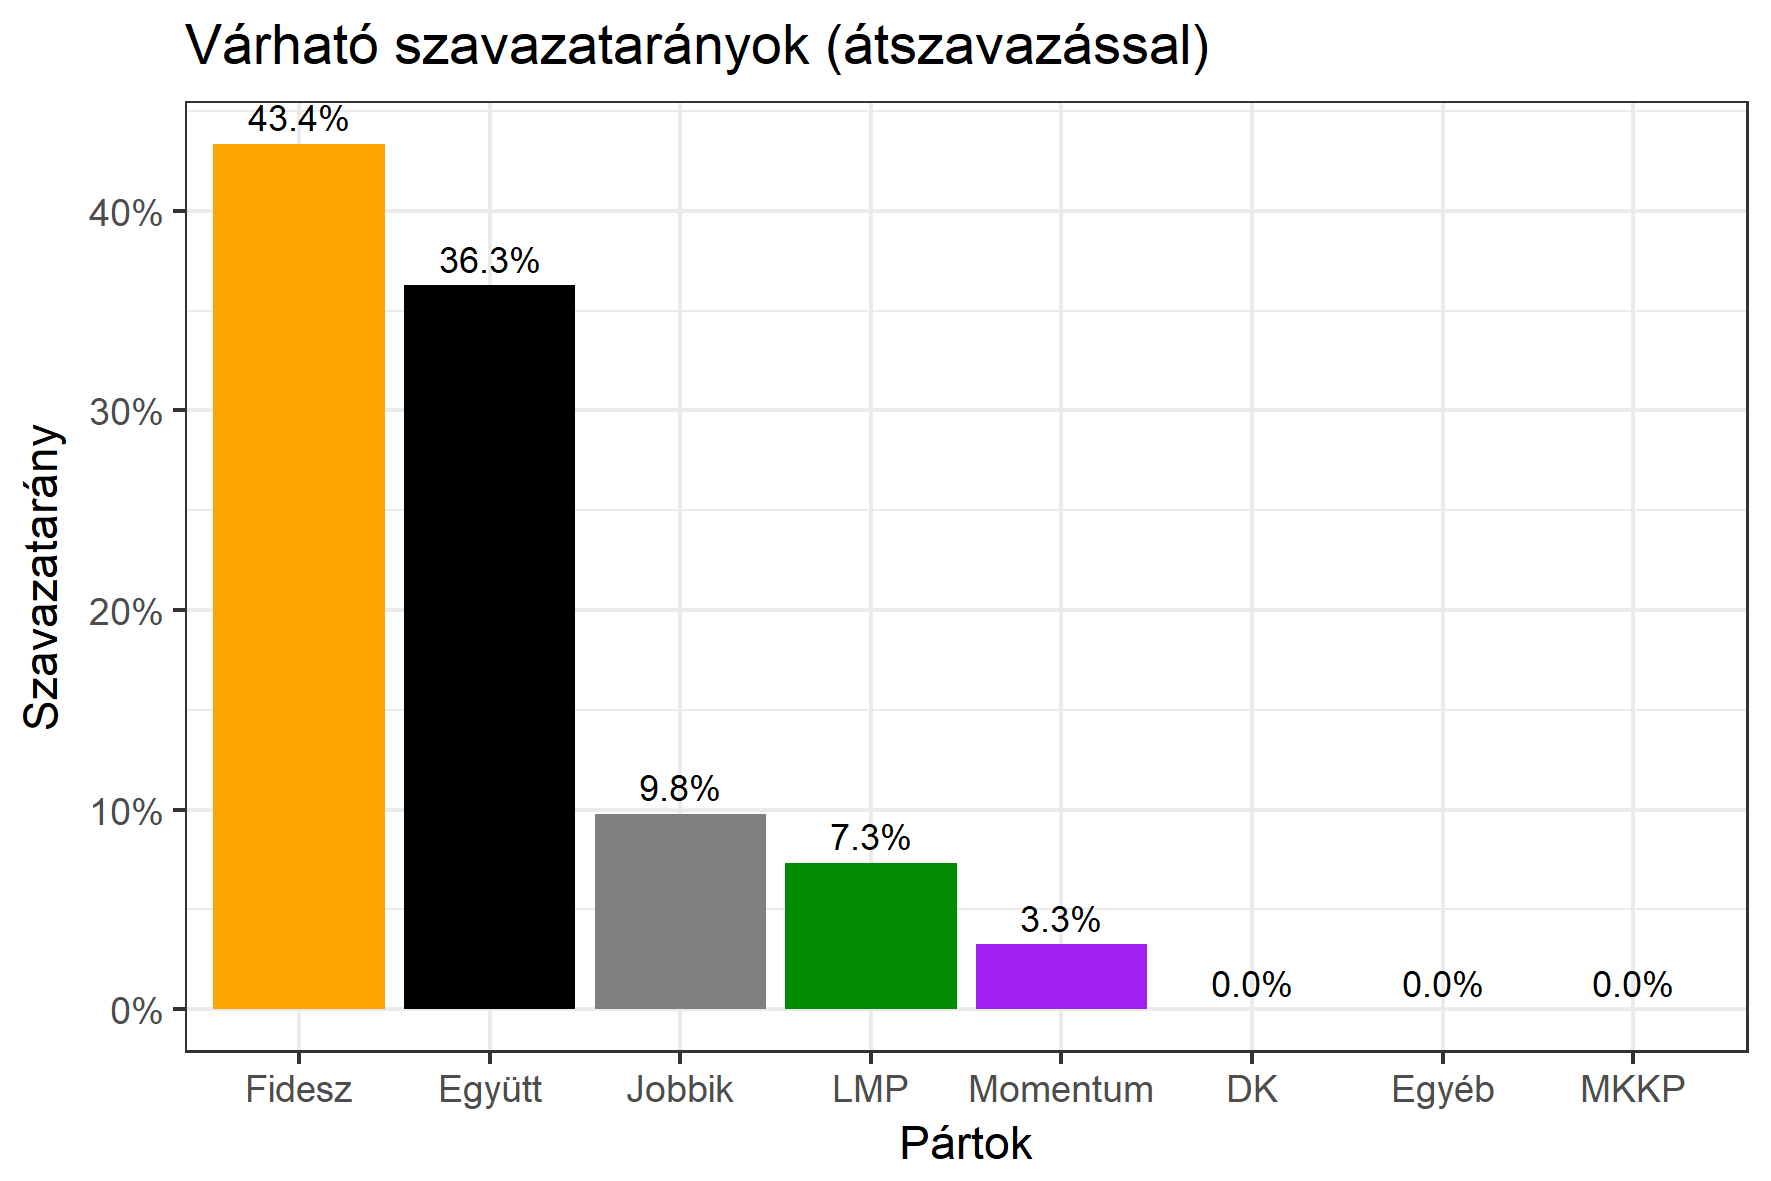 Várható szavazatarányok (átszavazással)
43.4%
36.3%
9.8%
7.3%
3.3%
0.0%
0.0%
0.0%
40%
30%
20%
10%
0%
Szavazatarány
Fidesz
Együtt
Jobbik
LMP
Momentum
DK
Egyéb
MKKP
Pártok